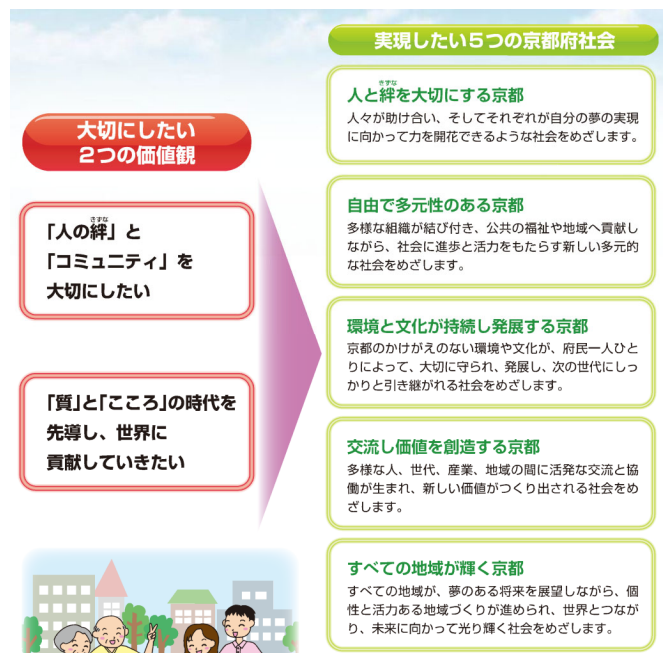 大切にしたい
2つの価値観
「人の絆」と
きずな
「コミュニティ」を
大切にしたい
「質」と「こころ」の時代を
先導し、世界に
貢献していきたい
実現したい5つの京都府社会
きずな
人と絆を大切にする京都
人々が助け合い、そしてそれぞれが自分の夢の実現
に向かって力を開花できるような社会をめざします。
自由で多元性のある京都
多様な組織が結び付き、公共の福祉や地域へ貢献し
ながら、社会に進歩と活力をもたらす新しい多元的
な社会をめざします。
環境と文化が持続し発展する京都
京都のかけがえのない環境や文化が、府民一人ひと
りによって、大切に守られ、発展し、次の世代にしっ
かりと引き継がれる社会をめざします。
交流し価値を創造する京都
多様な人、世代、産業、地域の間に活発な交流と協
働が生まれ、新しい価値がつくり出される社会をめ
ざします。
すべての地域が輝く京都
すべての地域が、夢のある将来を展望しながら、個
性と活力ある地域づくりが進められ、世界とつなが
り、未来に向かって光り輝く社会をめざします。